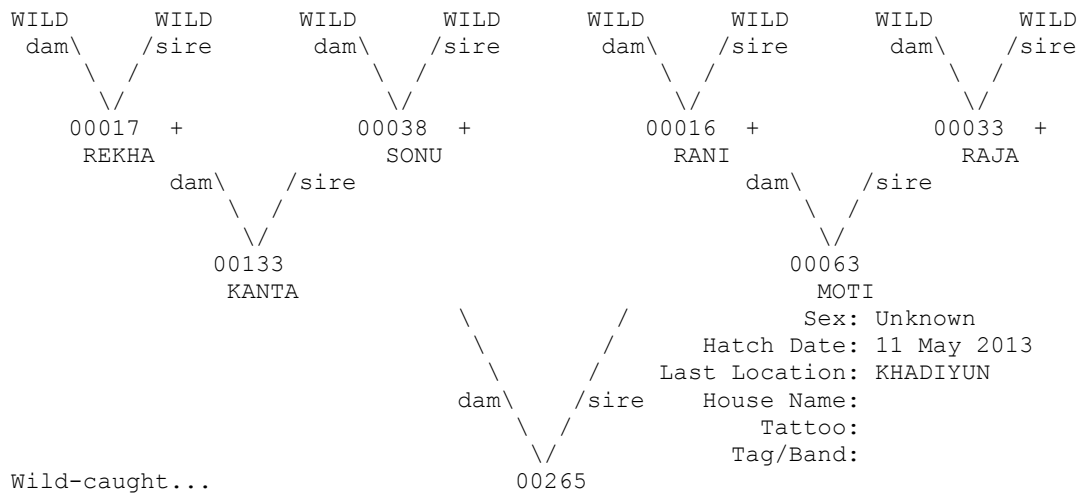 WILD WILD WILD WILD WILD WILD WILD WILD
dam\ /sire dam\ /sire dam\ /sire dam\ /sire
\ / \ / \ / \ /
\/ \/ \/ \/
00017 + 00038 + 00016 + 00033 +
REKHA SONU RANI RAJA
dam\ /sire dam\ /sire
\ / \ /
\/ \/
00133 00063
KANTA MOTI
\ / Sex: Unknown
\ / Hatch Date: 11 May 2013
\ / Last Location: KHADIYUN
dam\ /sire House Name:
\ / Tattoo:
\/ Tag/Band:
Wild-caught... 00265